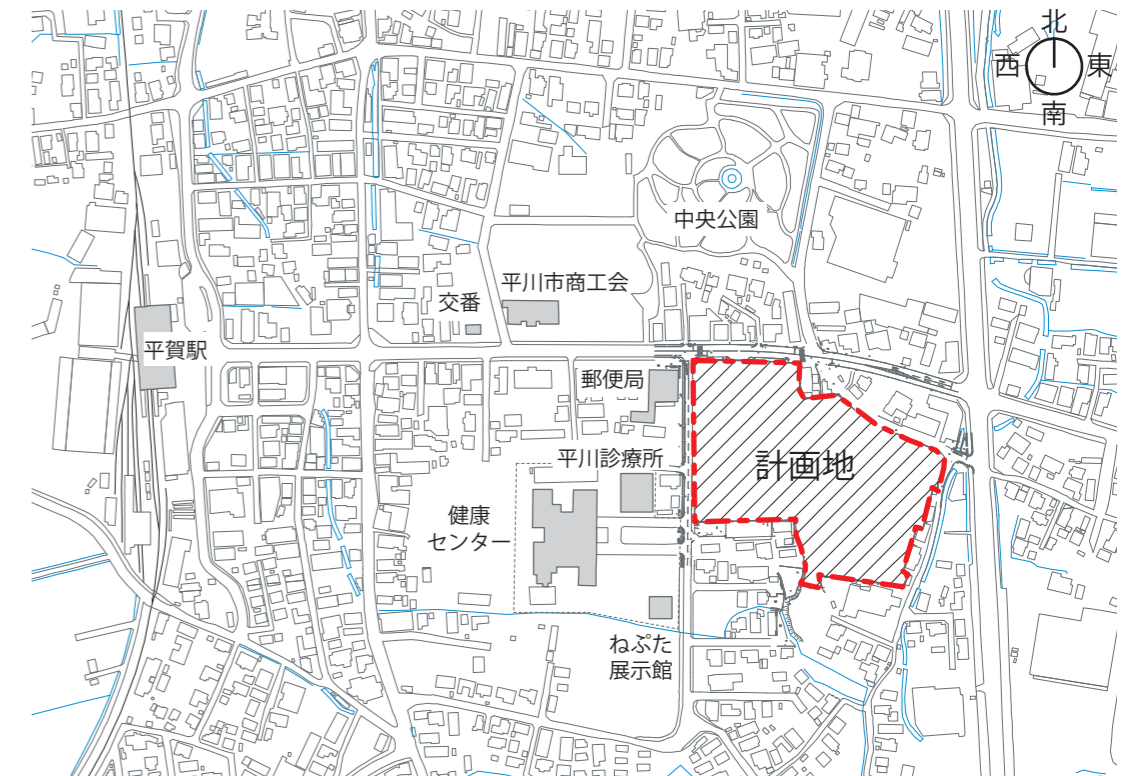 北
西 東
南
中央公園
平川市商工会
交番
平賀駅
郵便局
平川診療所
計画地
健康
センター
ねぷた
展示館